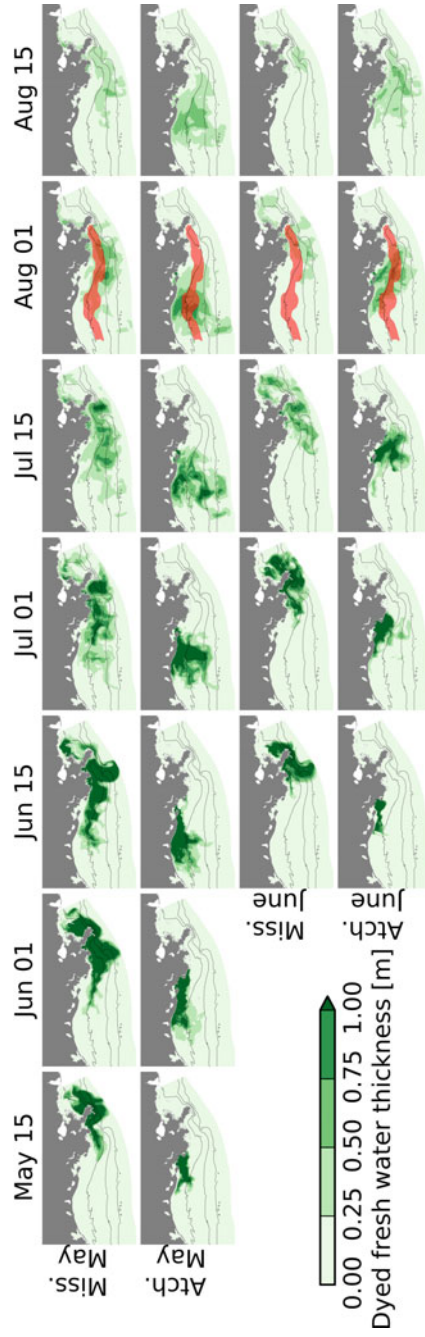 May 15
Jun 01
Jun 15
Jul 01
Jul 15
Aug 01
Aug 15
Miss.
May
Atch.
May
Miss.
June
Atch.
June
0.00 0.25 0.50 0.75 1.00
Dyed fresh water thickness [m]